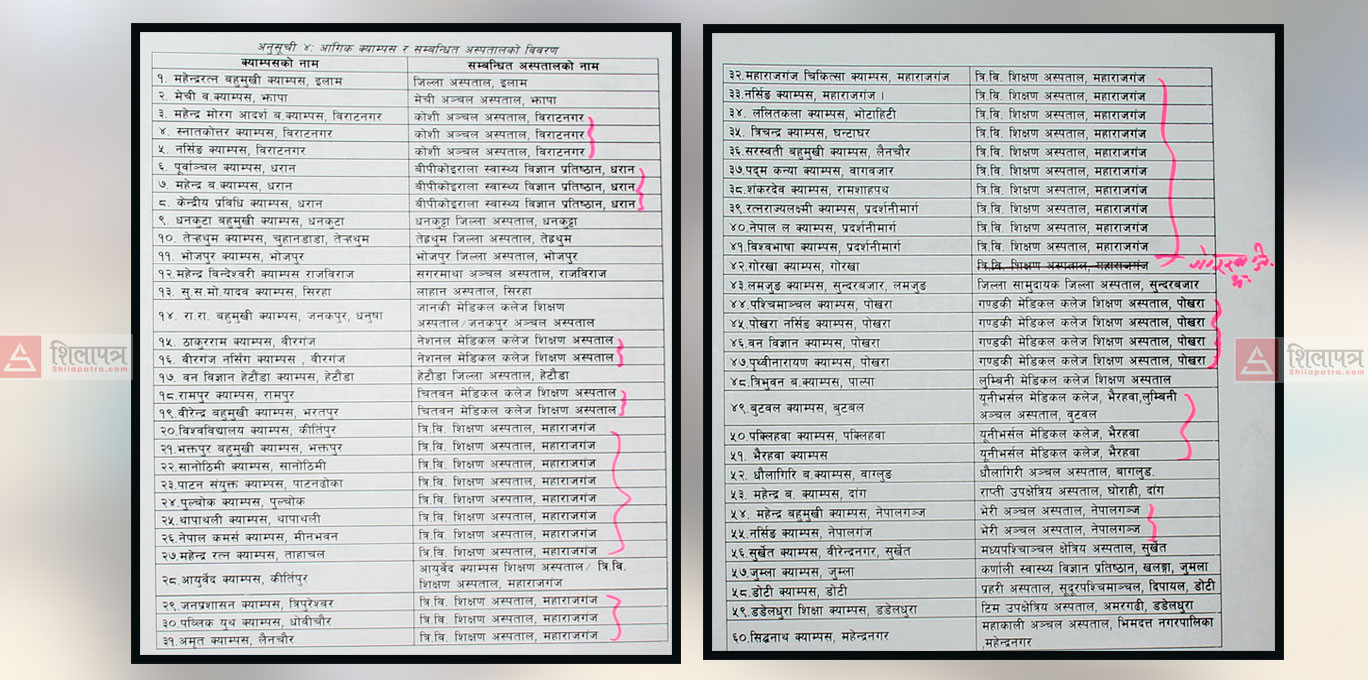 अनुसूची ४: आंगिक क्याम्पस र सम्बन्धित अस्पतालको विवरण
क्याम्पसको नाम सम्बन्धित अस्पतालको नाम
१. महेन्द्ररत्न बहुमुखी क्याम्पस, इलाम जिल्ला अस्पताल, इलाम
२. मेची व.क्याम्पस, झापा मेची अञ्चल अस्पताल, झापा
३. महेन्द्र मोरग आदर्श ब.क्याम्पस, विराटनगर कोशी अञ्चल अस्पताल, विराटनगर
४. स्नातकोत्तर क्याम्पस, विराटनगर कोशी अञ्चल अस्पताल, विराटनगर
५. नर्सिङ क्याम्पस, विराटनगर कोशी अञ्चल अस्पताल, विराटनगर
६. पूर्वाञ्चल क्याम्पस, धरान बीपीकोइराला स्वास्थ्य विज्ञान प्रतिष्ठान, धरान
७. महेन्द्र ब.क्याम्पस, धरान बीपीकोइराला स्वास्थ्य विज्ञान प्रतिष्ठान, धरान
८. केन्द्रीय प्रविधि क्याम्पस, धरान बीपीकोइराला स्वास्थ्य विज्ञान प्रतिष्ठान, धरान
९. धनकुटा बहुमुखी क्याम्पस, धनकुटा धनकुट्टा जिल्ला अस्पताल, धनकुट्टा
१०. तेर्‍हथुम क्याम्पस, चुहानडाडा, तेर्‍हथुम तेह्रथुम जिल्ला अस्पताल, तेह्रथुम
११. भोजपुर क्याम्पस, भोजपुर भोजपुर जिल्ला अस्पताल, भोजपुर
१२.महेन्द्र विन्देश्वरी क्याम्पस राजविराज सगरमाथा अञ्चल अस्पताल, राजविराज
१३. सु.स.मो.यादव क्याम्पस, सिरहा लाहान अस्पताल, सिरहा
१४. रा.रा. बहुमुखी क्याम्पस, जनकपुर, धनुषा जानकी मेडिकल कलेज शिक्षण
अस्पताल/जनकपुर अञ्चल अस्पताल
१५. ठाकुरराम क्याम्पस, वीरगंज नेशनल मेडिकल कलेज शिक्षण अस्पताल
१६. वीरगंज नर्सिग क्याम्पस , वीरगंज नेशनल मेडिकल कलेज शिक्षण अस्पताल
१७. वन विज्ञान हेटौंडा क्याम्पस, हेटौंडा हेटौंडा जिल्ला अस्पताल, हेटौंडा
१८.रामपुर क्याम्पस, रामपुर चितवन मेडिकल कलेज शिक्षण अस्पताल
१९.वीरेन्द्र बहुमुखी क्याम्पस, भरतपुर चितवन मेडिकल कलेज शिक्षण अस्पताल
२०.विश्वविद्यालय क्याम्पस, कीर्तिपुर त्रि.वि. शिक्षण अस्पताल, महाराजगंज
२१.भक्तपुर बहुमुखी क्याम्पस, भक्तपुर त्रि.वि. शिक्षण अस्पताल, महाराजगंज
२२.सानोठिमी क्याम्पस, सानोठिमी त्रि.वि. शिक्षण अस्पताल, महाराजगंज
२३.पाटन संयुक्त क्याम्पस, पाटनढोका त्रि.वि. शिक्षण अस्पताल, महाराजगंज
२४.पुल्चोक क्याम्पस, पुल्चोक त्रि.वि. शिक्षण अस्पताल, महाराजगंज
२५.थापाथली क्याम्पस, थापाथली त्रि.वि. शिक्षण अस्पताल, महाराजगंज
२६.नेपाल कमर्स क्याम्पस, मीनभवन त्रि.वि. शिक्षण अस्पताल, महाराजगंज
२७.महेन्द्र रत्न क्याम्पस, ताहाचल त्रि.वि. शिक्षण अस्पताल, महाराजगंज
२८.आयुर्वेद क्याम्पस, कीर्तिपुर आयुर्वेद क्याम्पस शिक्षण अस्पताल/ त्रि.वि.
शिक्षण अस्पताल, महाराजगंज
२९.जनप्रशासन क्याम्पस, त्रिपुरेश्वर त्रि.वि. शिक्षण अस्पताल, महाराजगंज
३०.पब्लिक युथ क्याम्पस, धोबीचौर त्रि.वि. शिक्षण अस्पताल, महाराजगंज
३१.अमृत क्याम्पस, लैनचौर त्रि.वि. शिक्षण अस्पताल, महाराजगंज
३२.महाराजगंज चिकित्सा क्याम्पस, महाराजगंज त्रि.वि. शिक्षण अस्पताल, महाराजगंज
३३.नर्सिङ क्याम्पस, महाराजगंज । त्रि.वि. शिक्षण अस्पताल, महाराजगंज
३४. ललितकला क्याम्पस, भोटाहिटी त्रि.वि. शिक्षण अस्पताल, महाराजगंज
३५. त्रिचन्द्र क्याम्पस, घन्टाघर त्रि.वि. शिक्षण अस्पताल, महाराजगंज
३६.सरस्वती बहुमुखी क्याम्पस, लैनचौर त्रि.वि. शिक्षण अस्पताल, महाराजगंज
३७.पद्म कन्या क्याम्पस, वागवजार त्रि.वि. शिक्षण अस्पताल, महाराजगंज
३८.शंकरदेव क्याम्पस, रामशाहपथ त्रि.वि. शिक्षण अस्पताल, महाराजगंज
३९.रत्नराज्यलक्ष्मी क्याम्पस, प्रदर्शनीमार्ग त्रि.वि. शिक्षण अस्पताल, महाराजगंज
४०.नेपाल ल क्याम्पस, प्रदर्शनीमार्ग त्रि.वि. शिक्षण अस्पताल, महाराजगंज
४१.विश्वभाषा क्याम्पस, प्रदर्शनीमार्ग त्रि.वि. शिक्षण अस्पताल, महाराजगंज
४२.गोरखा क्याम्पस, गोरखा त्रि.वि. शिक्षण अस्पताल, महाराजगंज
४३.लमजुङ क्याम्पस, सुन्दरबजार, लमजुङ जिल्ला सामुदायक जिल्ला अस्पताल, सुन्दरबजार
४४.पश्चिमाञ्चल क्याम्पस, पोखरा गण्डकी मेडिकल कलेज शिक्षण अस्पताल, पोखरा
४५.पोखरा नर्सिङ क्याम्पस, पोखरा गण्डकी मेडिकल कलेज शिक्षण अस्पताल, पोखरा
४६.वन विज्ञान क्याम्पस, पोखरा गण्डकी मेडिकल कलेज शिक्षण अस्पताल, पोखरा
४७.पृथ्वीनारायण क्याम्पस, पोखरा गण्डकी मेडिकल कलेज शिक्षण अस्पताल, पोखरा
४८.त्रिभुवन ब.क्याम्पस, पाल्पा लुम्बिनी मेडिकल कलेज शिक्षण अस्पताल
४९.बुटवल क्याम्पस, बुटबल यूनीभर्सल मेडिकल कलेज, भैरहवा,लुम्बिनी
अञ्चल अस्पताल, वुटवल
५०.पक्लिहवा क्याम्पस, पक्लिहवा यूनीभर्सल मेडिकल कलेज, भैरहवा
५१. भैरहवा क्याम्पस यूनीभर्सल मेडिकल कलेज, भैरहवा
५२. धौलागिरि ब.क्याम्पस, वाग्लुङ धौलागीरी अञ्चल अस्पताल, बागलुङ.
५३. महेन्द्र ब. क्याम्पस, दांग राप्ती उपक्षेत्रिय अस्पताल, घोराही, दांग
५४. महेन्द्र बहुमुखी क्याम्पस, नेपालगञ्ज भेरी अञ्चल अस्पताल, नेपालगञ्ज
५५.नर्सिङ क्याम्पस, नेपालगंज भेरी अञ्चल अस्पताल, नेपालगञ्ज
५६.सुर्खेत क्याम्पस, वीरेन्द्रनगर, सुर्खेत मध्यपश्चिाञ्चल क्षेत्रिय अस्पताल, सुर्खेत
५७.जुम्ला क्याम्पस, जुम्ला कर्णाली स्वास्थ्य विज्ञान प्रतिष्ठान, खलङ्गा, जुमला
५८.डोटी क्याम्पस, डोटी प्रहरी अस्पताल, सूदूरपश्चिमाञ्चल, दिपायल, डोटी
५९.डडेलधुरा शिक्षा क्याम्पस, डडेलधुरा टिम उपक्षेत्रिय अस्पताल, अमरगढी, डडेलधुरा
६०.सिद्धनाथ क्याम्पस, महेन्द्रनगर महाकाली अञ्चल अस्पताल, भिमदत्त नगरपालिका
,महेन्द्रनगर
शिलापत्र
Shilapatra.com
शिलापत्र
Shilapatra.com